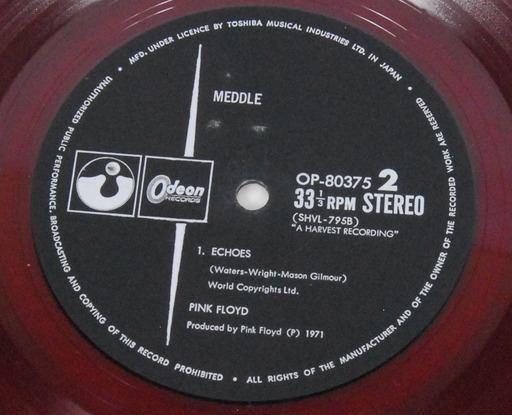 • MFD. UNDER LICENCE BY TOSHIBA MUSICAL INDUSTRIES LTD. IN JAPAN •
UNAUTHORIZED PUBLIC PERFORMANCE, BROADCASTING AND COPYING OF THIS RECORD PROHIBITED • ALL RIGHTS OF THE MANUFACTURER AND OF THE OWNER OF THE RECORDED WORK ARE RESERVED
MEDDLE
Odeon
RECORDS
OP-80375 2
33 1/3 RPM STEREO
(SHVL-795B)
"A HARVEST RECORDING"
1. ECHOES
(Waters-Wright-Mason Gilmour)
World Copyrights Ltd.
PINK FLOYD
Produced by Pink Floyd (P) 1971